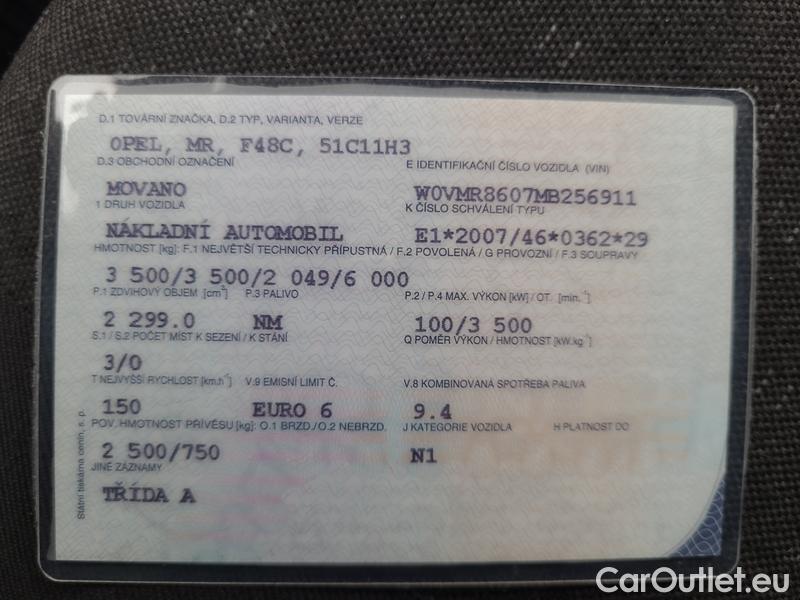 D.1 TOVÁRNÍ ZNAČKA, D.2 TYP, VARIANTA, VERZE
OPEL, MR, F48C, 51C11H3
D.3 OBCHODNÍ OZNAČENÍ E IDENTIFIKAČNÍ ČÍSLO VOZIDLA (VIN)
MOVANO W0VMR8607MB256911
1 DRUH VOZIDLA K ČÍSLO SCHVÁLENÍ TYPU
NÁKLADNÍ AUTOMOBIL E1*2007/46*0362*29
HMOTNOST [kg]: F.1 NEJVĚTŠÍ TECHNICKY PŘÍPUSTNÁ / F.2 POVOLENÁ / G PROVOZNÍ / F.3 SOUPRAVY
3 500/3 500/2 049/6 000
P.1 ZDVIHOVÝ OBJEM [cm³] P.3 PALIVO P.2 / P.4 MAX. VÝKON [kW] / OT. [min.⁻¹]
2 299.0 NM 100/3 500
S.1 / S.2 POČET MÍST K SEZENÍ / K STÁNÍ Q POMĚR VÝKON / HMOTNOST [kW.kg⁻¹]
3/0
T NEJVYŠŠÍ RYCHLOST [km.h⁻¹] V.9 EMISNÍ LIMIT Č. V.8 KOMBINOVANÁ SPOTŘEBA PALIVA
150 EURO 6 9.4
POV. HMOTNOST PŘÍVĚSU [kg]: O.1 BRZD./O.2 NEBRZD. J KATEGORIE VOZIDLA H PLATNOST DO
2 500/750 N1
JINÉ ZÁZNAMY
TŘÍDA A
Státní tiskárna cenin, s. p.
CarOutlet.eu